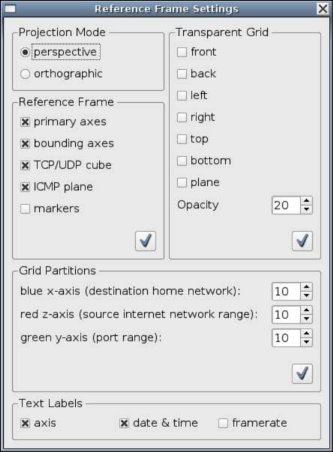 Reference Frame Settings
Projection Mode
perspective
orthographic
Reference Frame
primary axes
bounding axes
TCP/UDP cube
ICMP plane
markers
Transparent Grid
front
back
left
right
top
bottom
plane
Opacity 20
Grid Partitions
blue x-axis (destination home network): 10
red z-axis (source internet network range): 10
green y-axis (port range): 10
Text Labels
axis date & time framerate